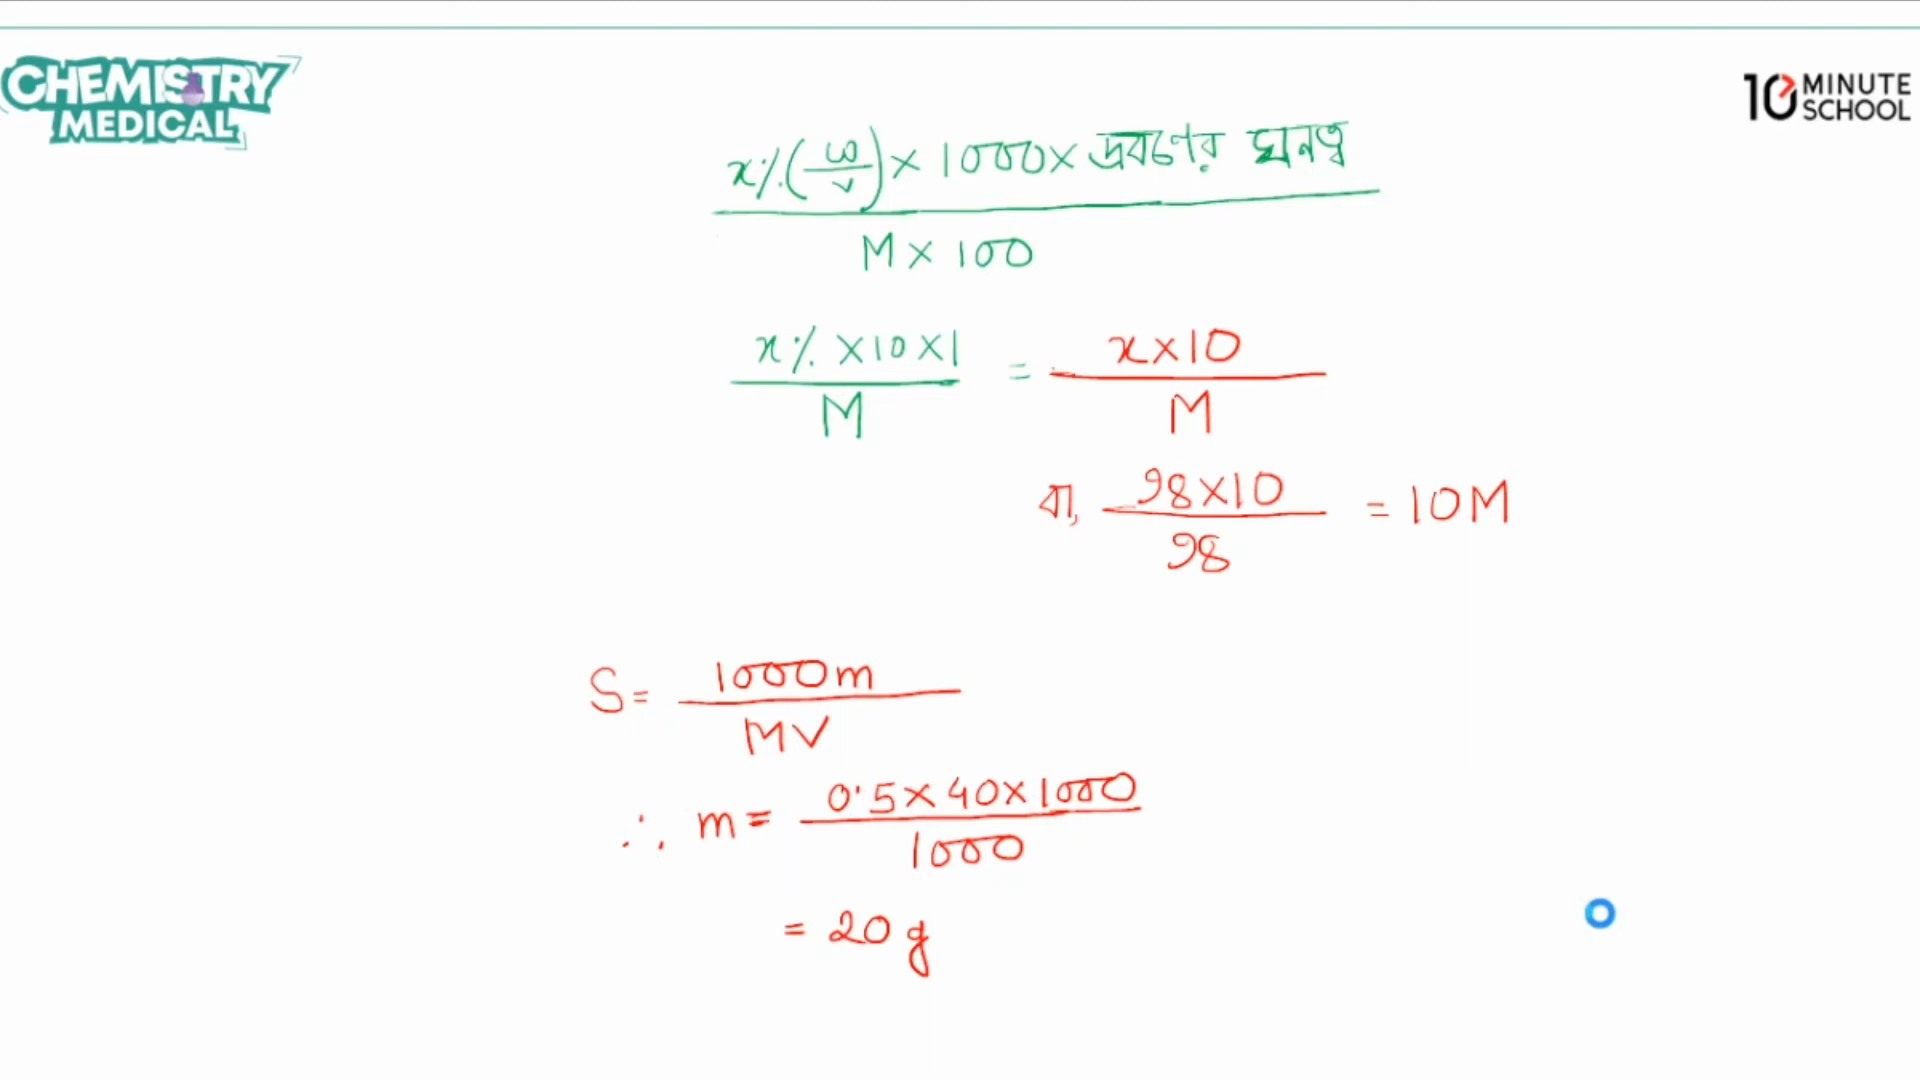 CHEMISTRY
MEDICAL
10 MINUTE
SCHOOL
x%(w/v) × 1000 × দ্রবণের ঘনত্ব
M × 100
x% × 10 × 1 / M = x × 10 / M
বা, 98 × 10 / 98 = 10M
S = 1000m / MV
∴ m = 0.5 × 40 × 1000 / 1000
= 20 g